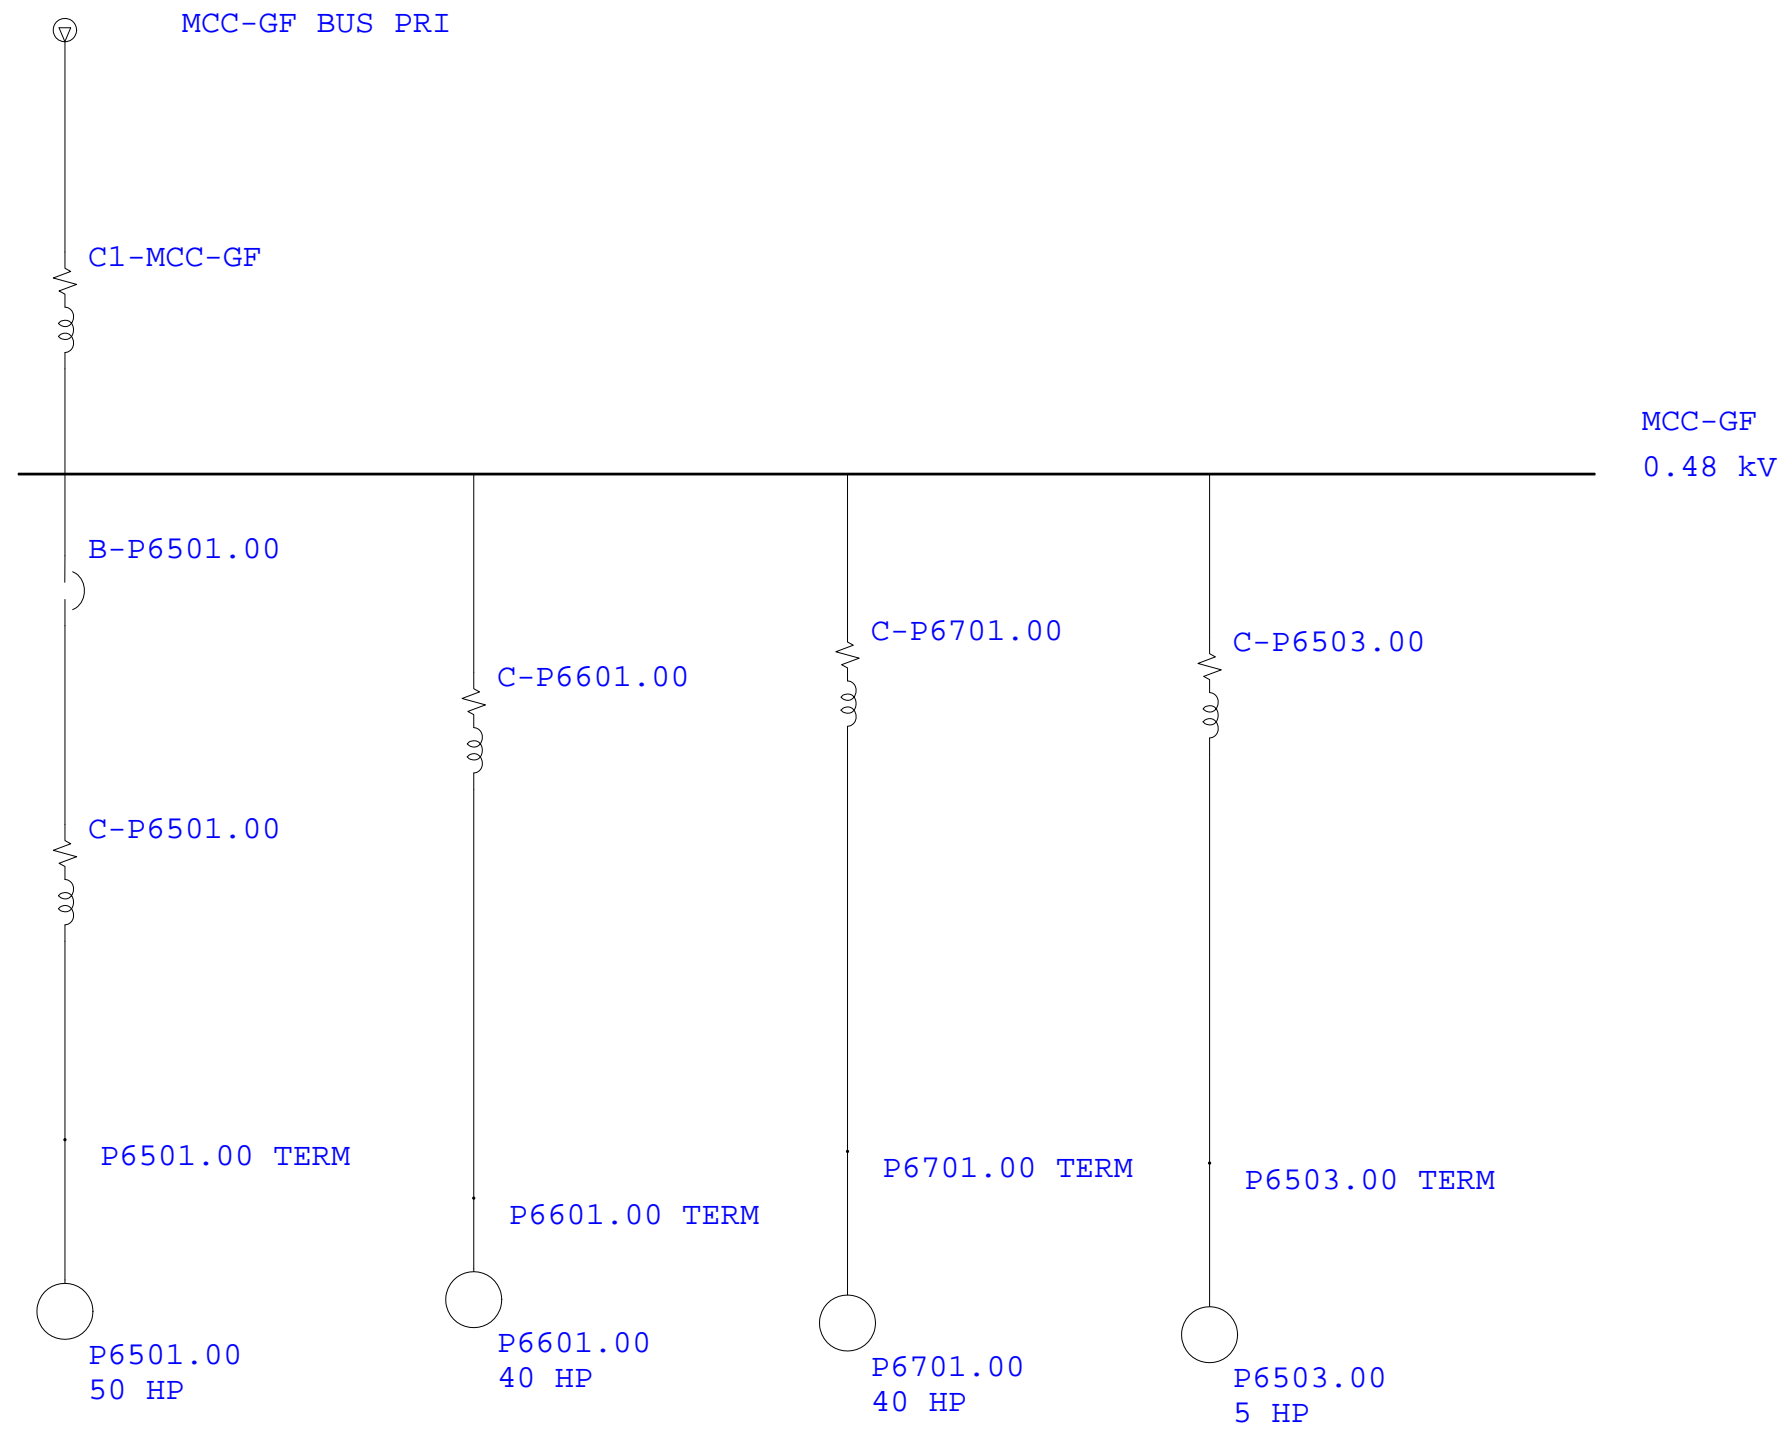 MCC-GF BUS PRI
C1-MCC-GF
MCC-GF
0.48 kV
B-P6501.00
C-P6701.00
C-P6503.00
C-P6601.00
C-P6501.00
P6501.00 TERM
P6701.00 TERM
P6503.00 TERM
P6601.00 TERM
P6501.00
50 HP
P6601.00
40 HP
P6701.00
40 HP
P6503.00
5 HP